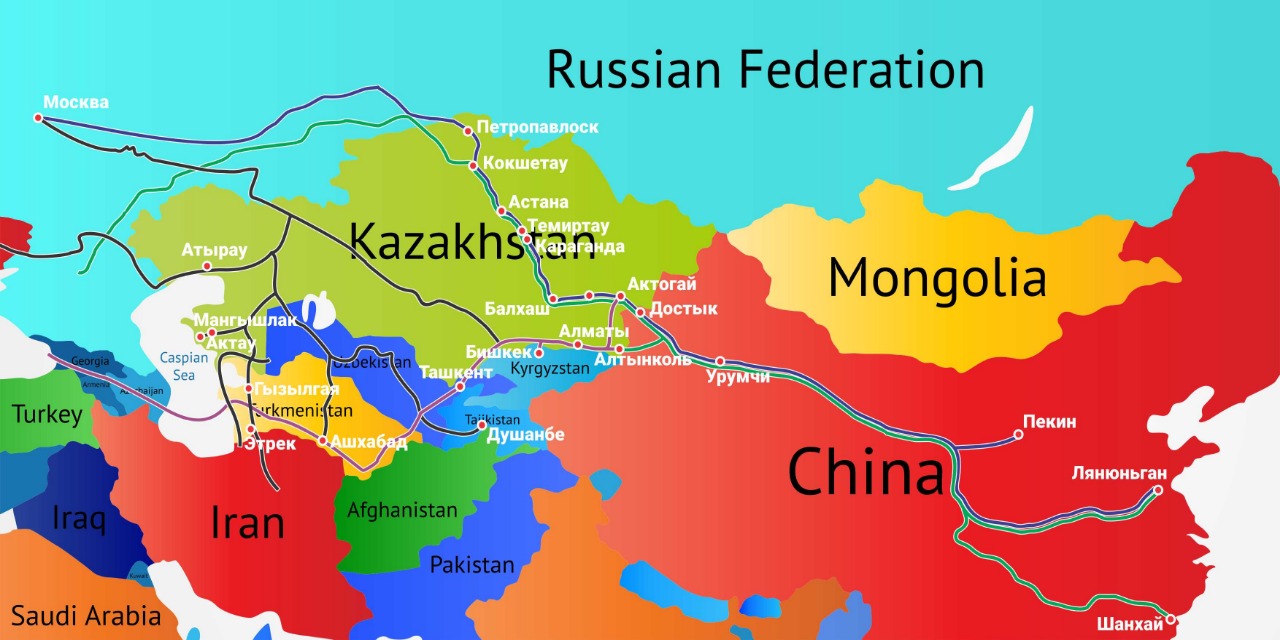 Russian Federation
Москва
Петропавлоск
Кокшетау
Астана
Темиртау
Караганда
Kazakhstan
Атырау
Mongolia
Актогай
Балхаш
Достык
Мангышлак
Актау
Алматы
Caspian
Sea
Georgia
Бишкек
Алтынколь
Uzbekistan
Kyrgyzstan
Ташкент
Урумчи
Armenia
Azerbaijan
Гызылгая
Turkmenistan
Turkey
Tajikistan
Душанбе
Пекин
Этрек
Ашхабад
China
Лянюньган
Afghanistan
Iraq
Iran
Pakistan
Kuwait
Saudi Arabia
Шанхай